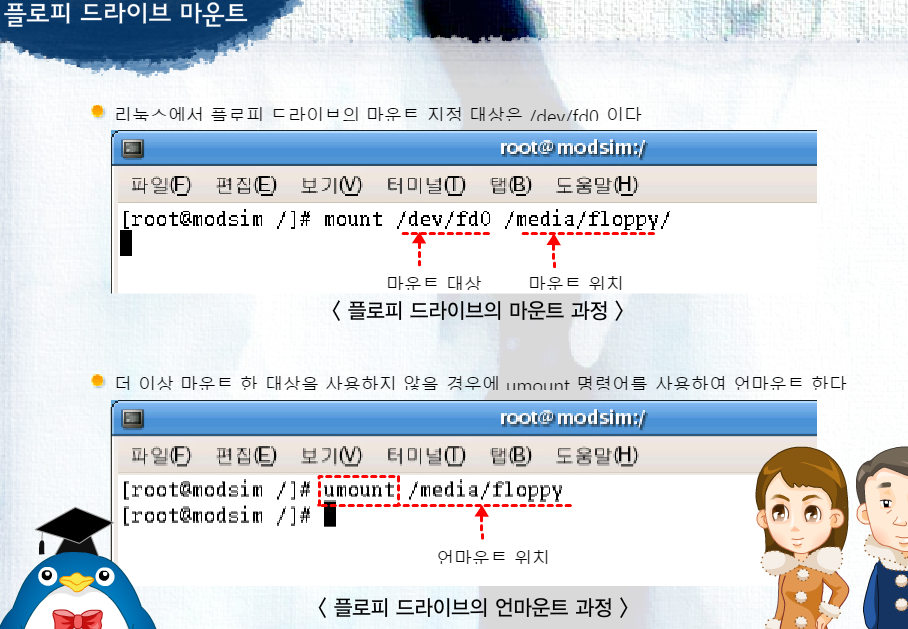 플로피 드라이브 마운트
리눅스에서 플로피 드라이브의 마운트 지정 대상은 /dev/fd0 이다
root@modsim:/
파일(F) 편집(E) 보기(V) 터미널(T) 탭(B) 도움말(H)
[root@modsim /]# mount /dev/fd0 /media/floppy/
마운트 대상 마운트 위치
< 플로피 드라이브의 마운트 과정 >
더 이상 마운트 한 대상을 사용하지 않을 경우에 umount 명령어를 사용하여 언마운트 한다
root@modsim:/
파일(F) 편집(E) 보기(V) 터미널(T) 탭(B) 도움말(H)
[root@modsim /]# umount /media/floppy
[root@modsim /]#
언마운트 위치
< 플로피 드라이브의 언마운트 과정 >